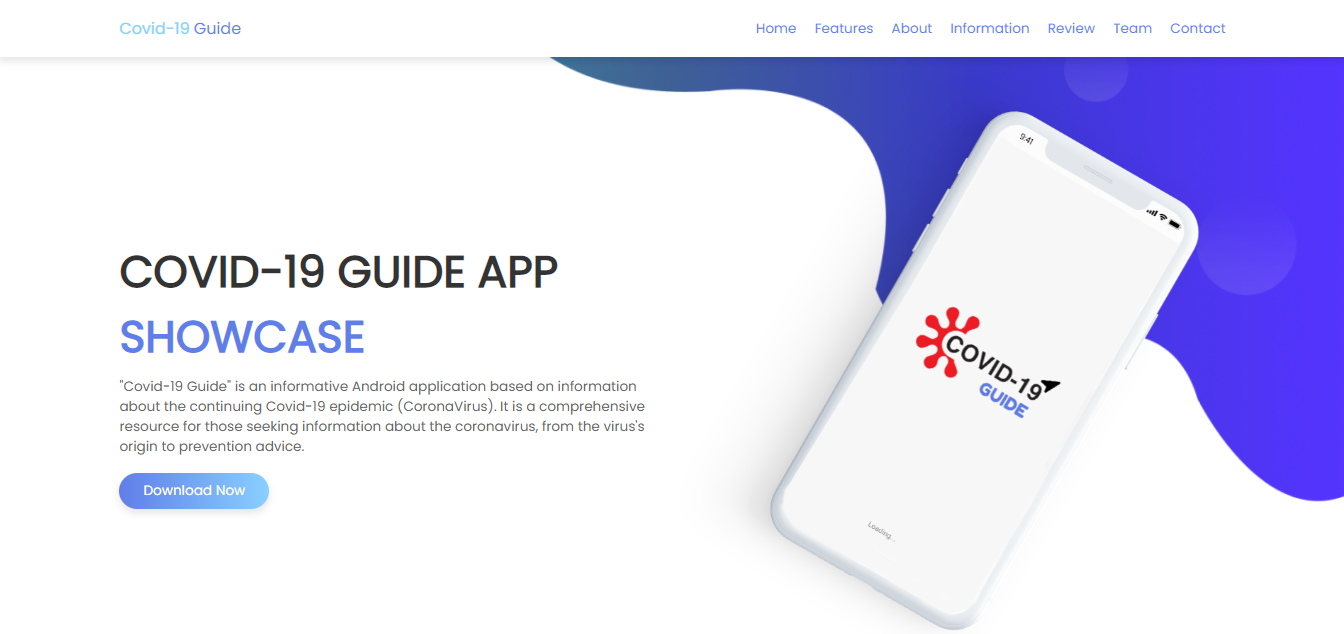 Covid-19 Guide
Home Features About Information Review Team Contact
9:41
COVID-19 GUIDE APP
SHOWCASE
"Covid-19 Guide" is an informative Android application based on information
about the continuing Covid-19 epidemic (CoronaVirus). It is a comprehensive
resource for those seeking information about the coronavirus, from the virus's
origin to prevention advice.
Download Now
COVID-19
GUIDE
Loading...